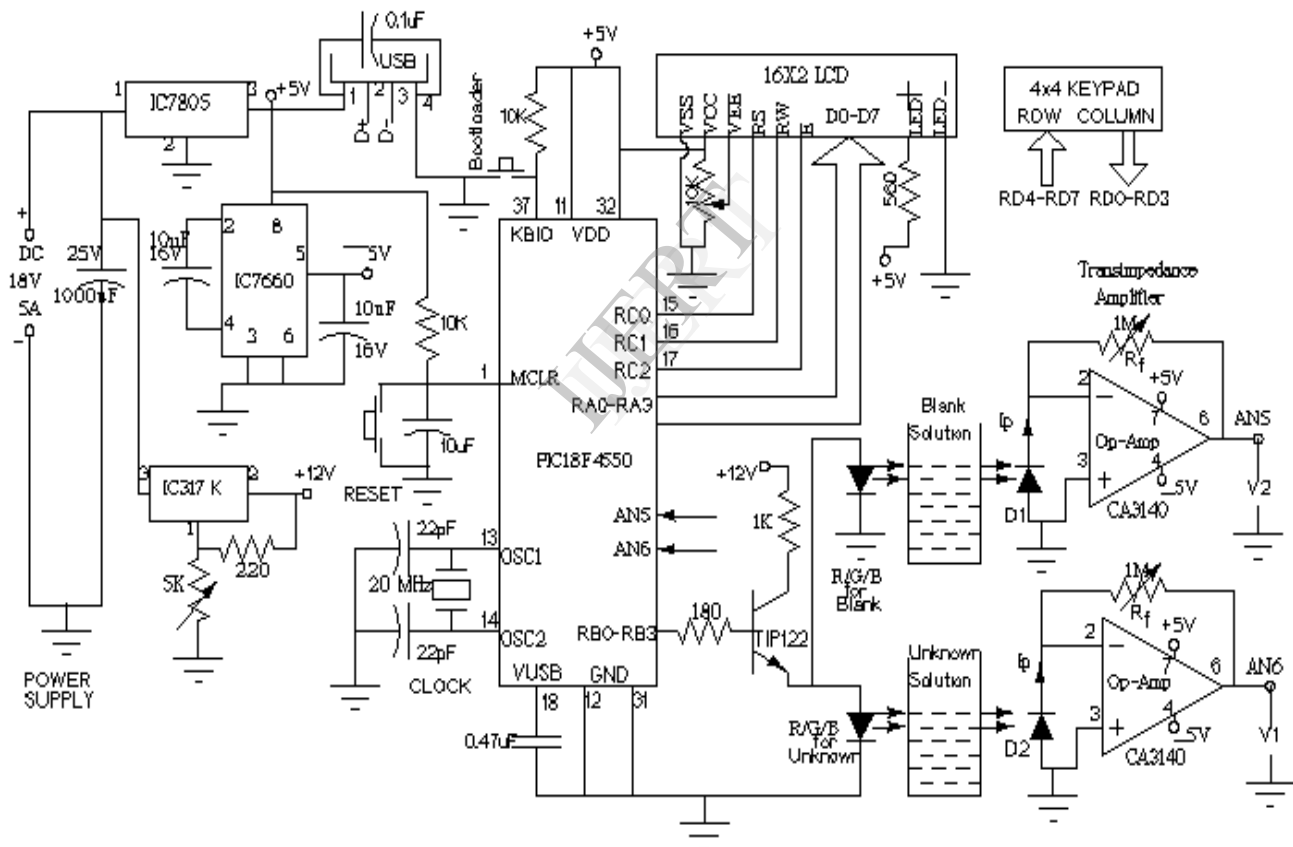 0.1uF
USB
1
2
3
4
D+
D-
1
IC7805
3
2
+5V
+5V
10K
Bootloader
16X2 LCD
VSS
VCC
VEE
RS
RW
E
D0-D7
LED+
LED_
4x4 KEYPAD
ROW COLUMN
RD4-RD7
RD0-RD3
10K
560
+5V
37
11
32
KBIO
VDD
+
DC
18V
5A
_
25V
1000uF
10uF
16V
2
8
5
IC7660
4
3
6
_5V
10uF
16V
10K
1
MCLR
10uF
RESET
RC0
15
RC1
16
RC2
17
RA0-RA3
PIC18F4550
IJERT
3
IC317 K
2
+12V
1
5K
220
POWER
SUPPLY
22pF
13
OSC1
20 MHz
14
OSC2
22pF
CLOCK
AN5
AN6
RB0-RB3
180
TIP122
+12V
1K
VUSB
GND
18
12
31
0.47uF
R/G/B
for
Blank
Blank
Solution
Transimpedance
Amplifier
1M
Rf
Ip
2
3
+5V
7
6
AN5
Op-Amp
4
_5V
CA3140
D1
V2
R/G/B
for
Unknown
Unknown
Solution
1M
Rf
Ip
2
3
+5V
7
6
AN6
Op-Amp
4
_5V
CA3140
D2
V1